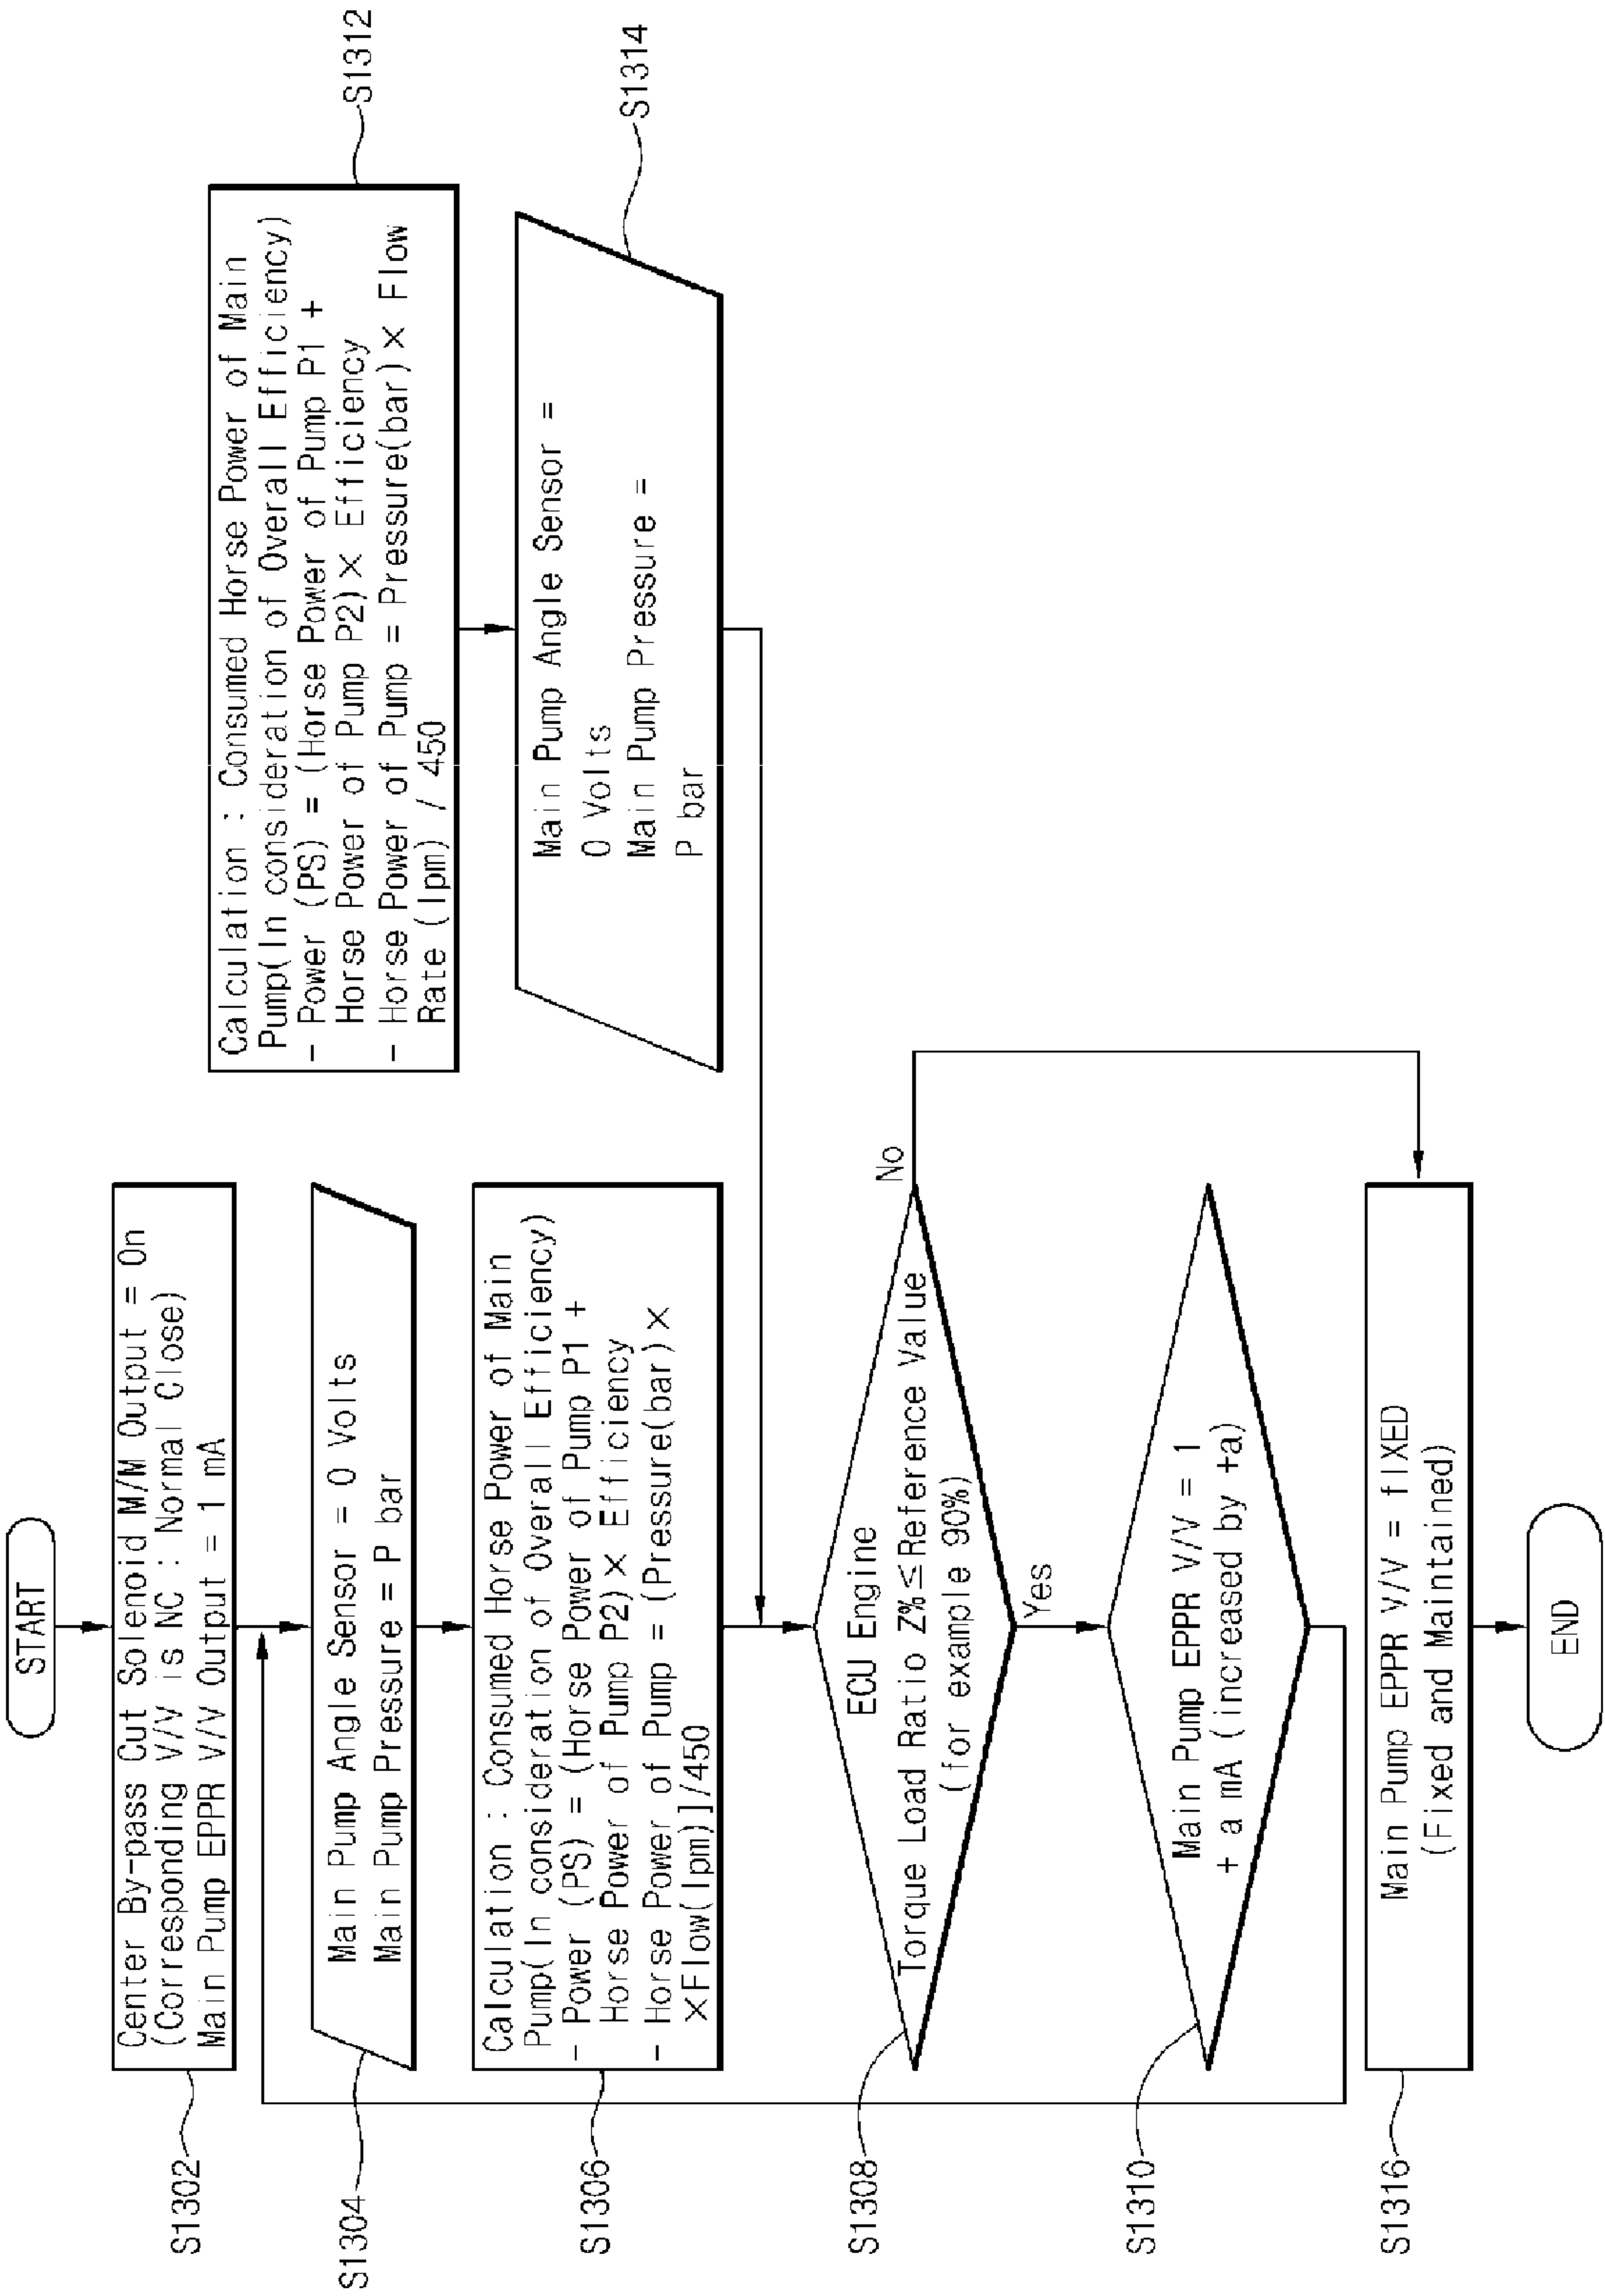 START
Center By-pass Cut Solenoid M/M Output = On
(Corresponding V/V is NC : Normal Close)
Main Pump EPPR V/V Output = 1 mA
S1302
Main Pump Angle Sensor = 0 Volts
Main Pump Pressure = P bar
S1304
Calculation : Consumed Horse Power of Main
Pump(In consideration of Overall Efficiency)
- Power (PS) = (Horse Power of Pump P1 +
Horse Power of Pump P2) × Efficiency
- Horse Power of Pump = (Pressure(bar) ×
×Flow(lpm)]/450
S1306
ECU Engine
Torque Load Ratio Z%≤Reference Value
(for example 90%)
S1308
No
Yes
Main Pump EPPR V/V = 1
+ a mA (increased by +a)
S1310
Main Pump EPPR V/V = fIXED
(Fixed and Maintained)
S1316
END
Calculation : Consumed Horse Power of Main
Pump(In consideration of Overall Efficiency)
- Power (PS) = (Horse Power of Pump P1 +
Horse Power of Pump P2) × Efficiency
- Horse Power of Pump = Pressure(bar) × Flow
Rate (lpm) / 450
S1312
Main Pump Angle Sensor =
0 Volts
Main Pump Pressure =
P bar
S1314